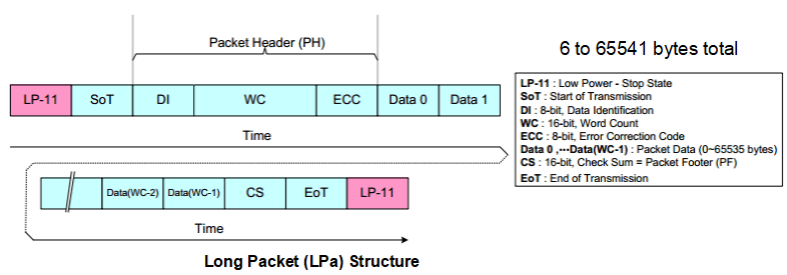 Packet Header (PH)
6 to 65541 bytes total
LP-11 SoT DI WC ECC Data 0 Data 1
Time
LP-11 : Low Power - Stop State
SoT : Start of Transmission
DI : 8-bit, Data Identification
WC : 16-bit, Word Count
ECC : 8-bit, Error Correction Code
Data 0 ,---Data(WC-1) : Packet Data (0~65535 bytes)
CS : 16-bit, Check Sum = Packet Footer (PF)
EoT : End of Transmission
Data(WC-2) Data(WC-1) CS EoT LP-11
Time
Long Packet (LPa) Structure